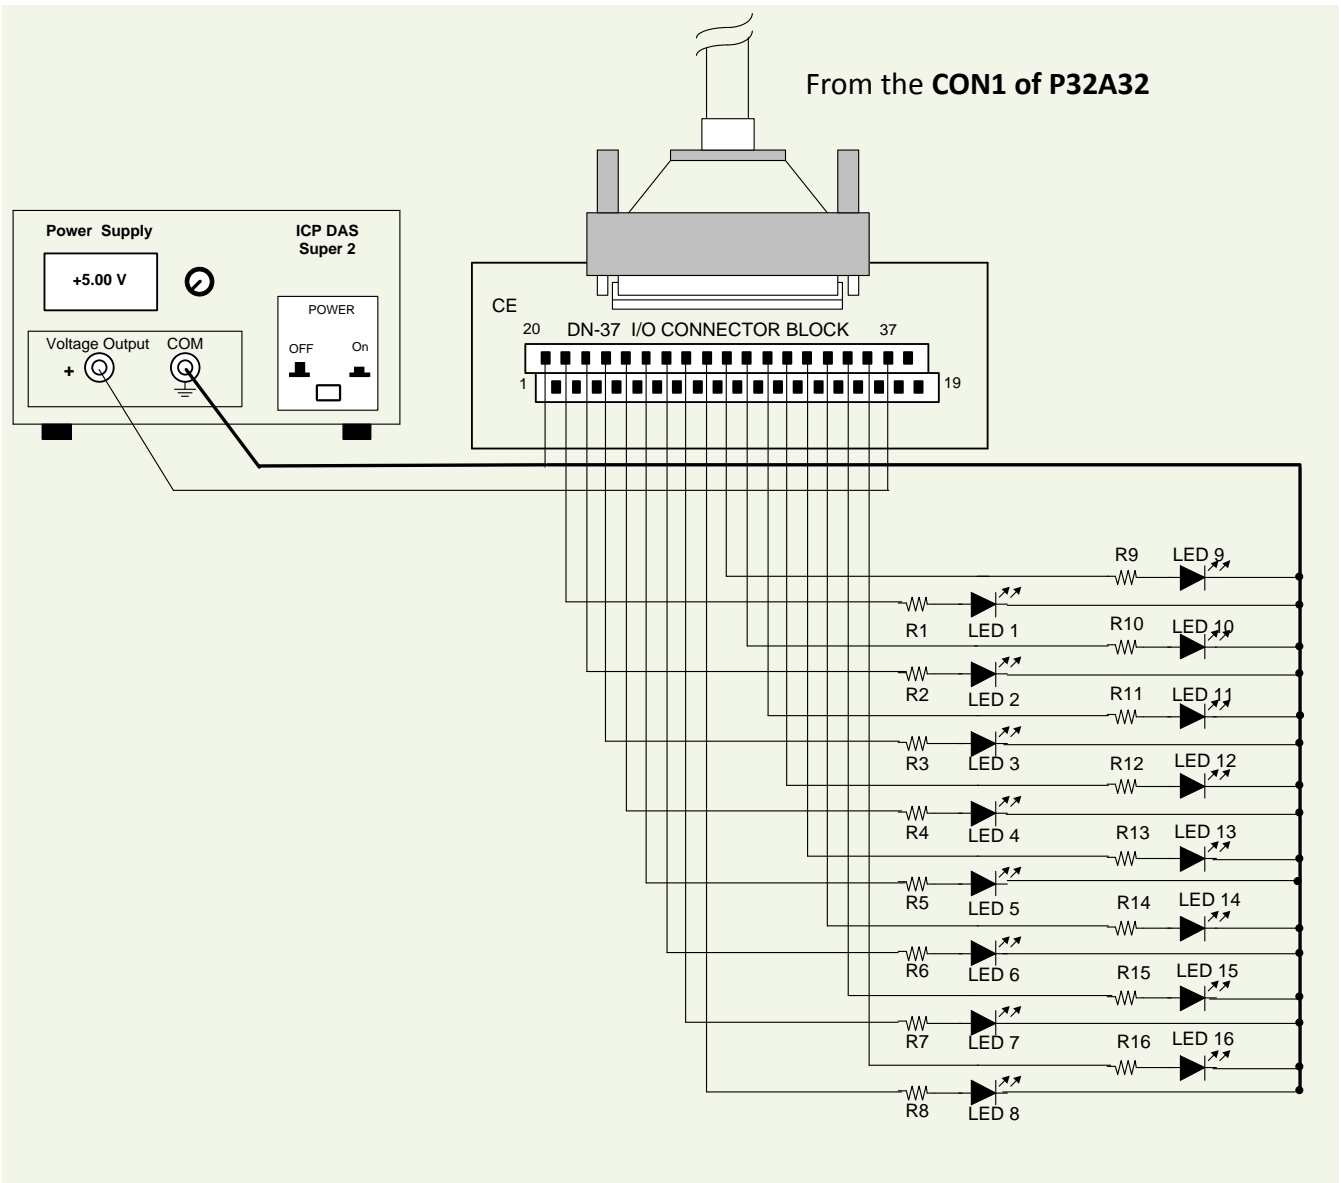 From the CON1 of P32A32
Power Supply
ICP DAS
Super 2
+5.00 V
POWER
OFF On
Voltage Output COM
+
CE
20 DN-37 I/O CONNECTOR BLOCK 37
1 19
R9 LED 9
R1 LED 1
R10 LED 10
R2 LED 2
R11 LED 11
R3 LED 3
R12 LED 12
R4 LED 4
R13 LED 13
R5 LED 5
R14 LED 14
R6 LED 6
R15 LED 15
R7 LED 7
R16 LED 16
R8 LED 8